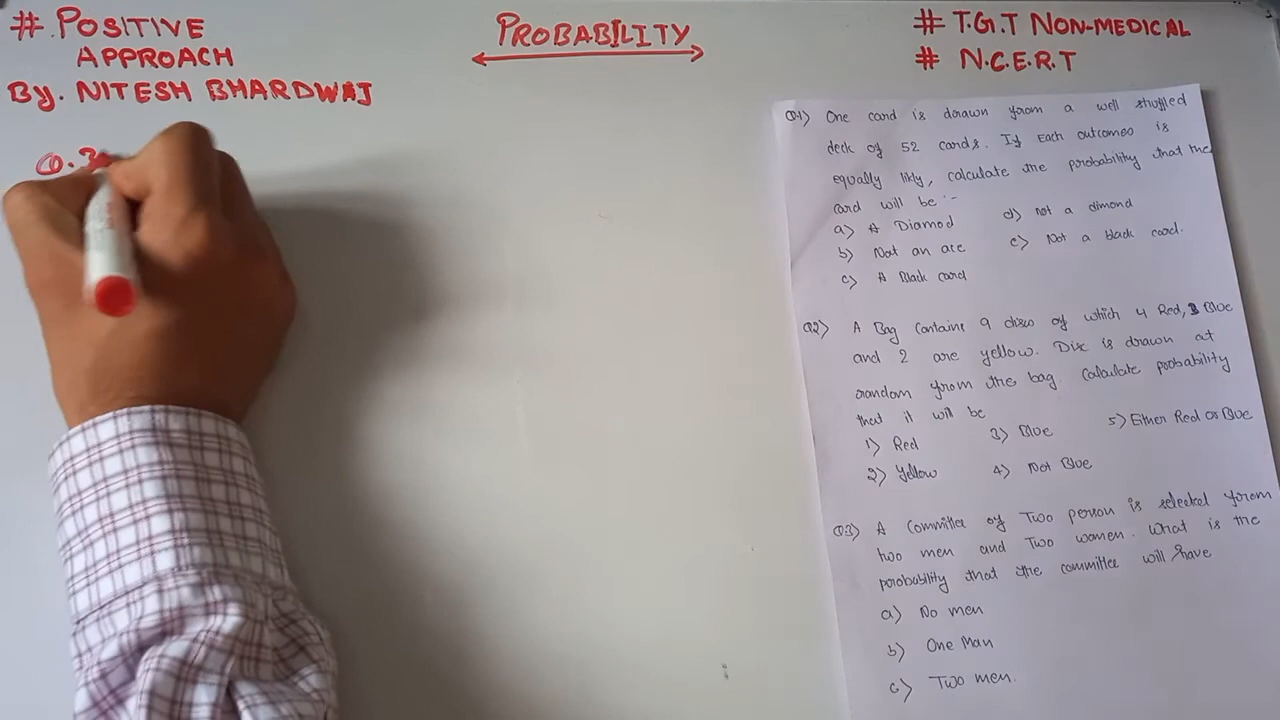 # POSITIVE
APPROACH
By. NITESH BHARDWAJ
PROBABILITY
# T.G.T NON-MEDICAL
# N.C.E.R.T
Q.3
Q1) One card is drawn from a well shuffled
deck of 52 cards. If Each outcomes is
equally likly, calculate the probability that the
card will be :-
a) A Diamod
d) not a dimond
b) Not an ace
e) Not a black card.
c) A Black card
Q2) A Bag contains 9 discs of which 4 Red, 3 Blue
and 2 are yellow. Disc is drawn at
random from the bag. Calculate probability
that it will be
1) Red
3) Blue
5) Either Red or Blue
2) Yellow
4) Not Blue
Q3) A Committee of Two person is selected from
two men and Two women. What is the
probability that the committee will have
a) No men
b) One Man
c) Two men.